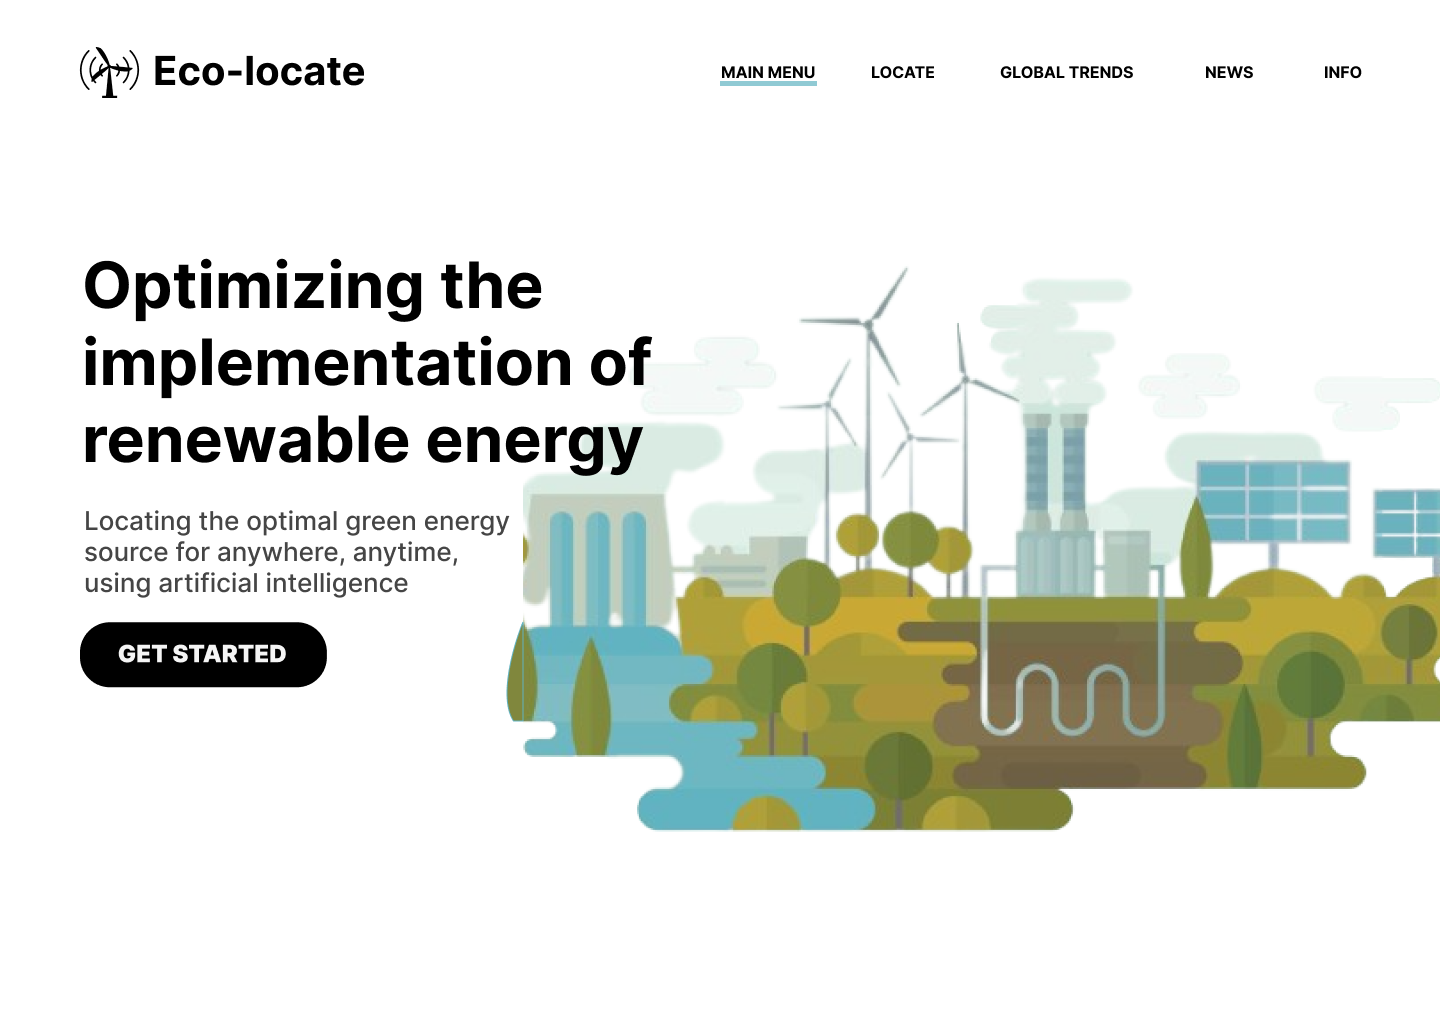 Eco-locate
MAIN MENU
LOCATE
GLOBAL TRENDS
NEWS
INFO
Optimizing the
implementation of
renewable energy
Locating the optimal green energy
source for anywhere, anytime,
using artificial intelligence
GET STARTED